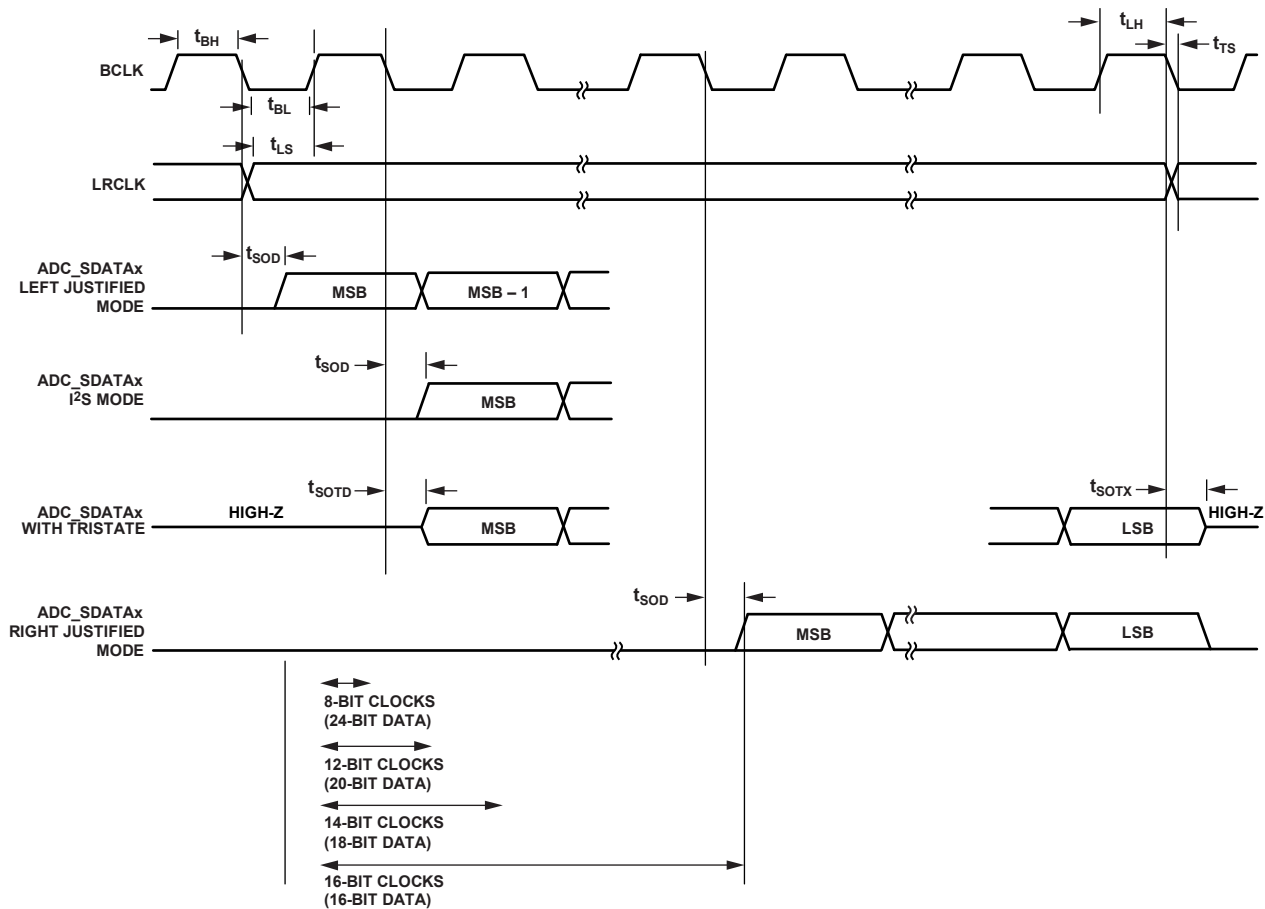 tBH
tLH
tTS
BCLK
tBL
tLS
LRCLK
tSOD
ADC_SDATAx
LEFT JUSTIFIED
MODE
MSB
MSB – 1
tSOD
ADC_SDATAx
I2S MODE
MSB
tSOTD
tSOTX
HIGH-Z
HIGH-Z
ADC_SDATAx
WITH TRISTATE
MSB
LSB
tSOD
ADC_SDATAx
RIGHT JUSTIFIED
MODE
MSB
LSB
8-BIT CLOCKS
(24-BIT DATA)
12-BIT CLOCKS
(20-BIT DATA)
14-BIT CLOCKS
(18-BIT DATA)
16-BIT CLOCKS
(16-BIT DATA)